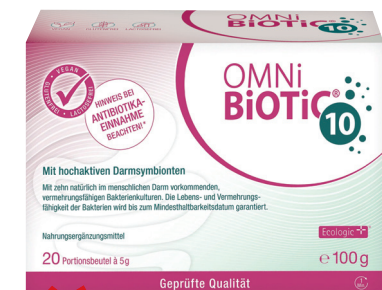 OMNi
BiOTiC® 10
VEGAN
GLUTENFREI • LACTOSEFREI
HINWEIS BEI
ANTIBIOTIKA-
EINNAHME
BEACHTEN!*
Mit hochaktiven Darmsymbionten
Mit zehn natürlich im menschlichen Darm vorkommenden,
vermehrungsfähigen Bakterienkulturen. Die Lebens- und Vermehrungs-
fähigkeit der Bakterien wird bis zum Mindesthaltbarkeitsdatum garantiert.
Ecologic
Nahrungsergänzungsmittel
20 Portionsbeutel à 5g
℮ 100g
Geprüfte Qualität